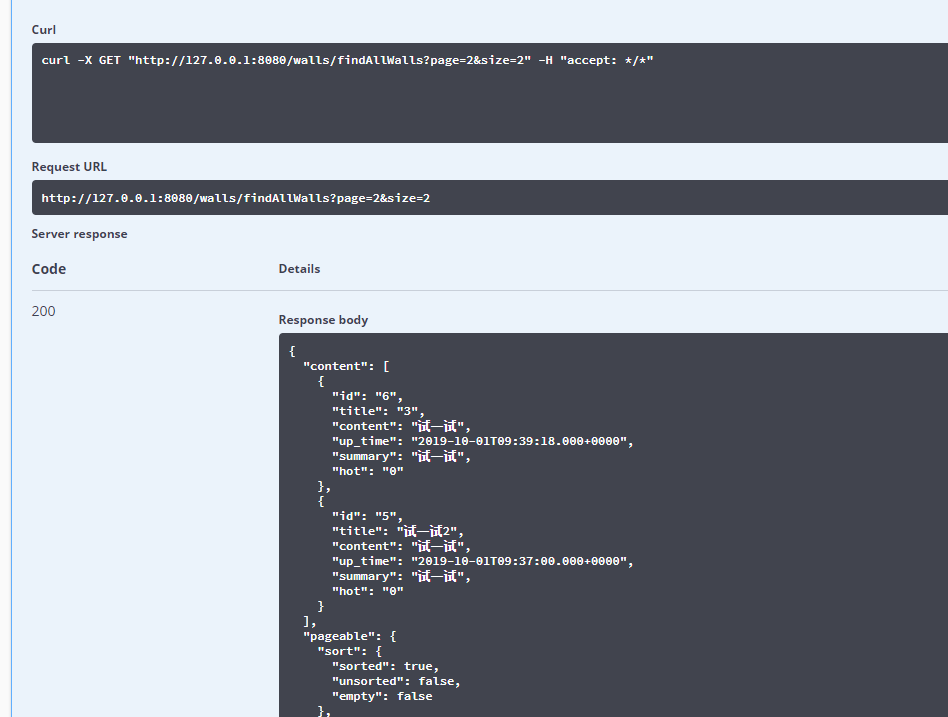 Curl
curl -X GET "http://127.0.0.1:8080/walls/findAllWalls?page=2&size=2" -H "accept: */*"
Request URL
http://127.0.0.1:8080/walls/findAllWalls?page=2&size=2
Server response
Code
Details
200
Response body
{
  "content": [
    {
      "id": "6",
      "title": "3",
      "content": "试一试",
      "up_time": "2019-10-01T09:39:18.000+0000",
      "summary": "试一试",
      "hot": "0"
    },
    {
      "id": "5",
      "title": "试一试2",
      "content": "试一试",
      "up_time": "2019-10-01T09:37:00.000+0000",
      "summary": "试一试",
      "hot": "0"
    }
  ],
  "pageable": {
    "sort": {
      "sorted": true,
      "unsorted": false,
      "empty": false
    },